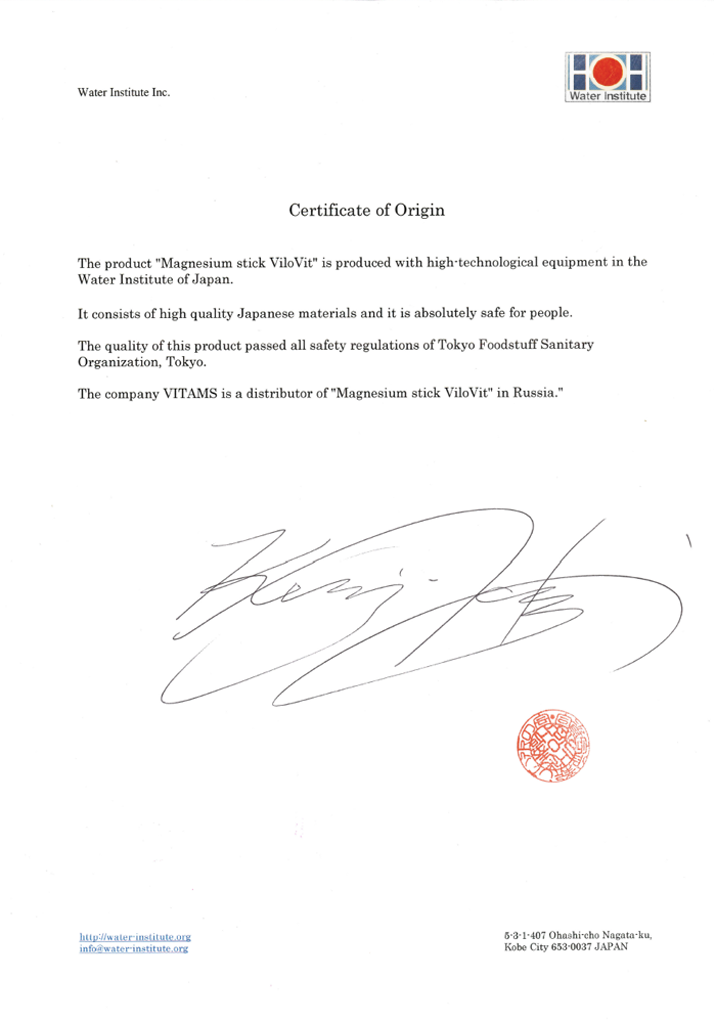 Water Institute Inc.
Water Institute
Certificate of Origin
The product "Magnesium stick ViloVit" is produced with high-technological equipment in the
Water Institute of Japan.
It consists of high quality Japanese materials and it is absolutely safe for people.
The quality of this product passed all safety regulations of Tokyo Foodstuff Sanitary
Organization, Tokyo.
The company VITAMS is a distributor of "Magnesium stick ViloVit" in Russia."
http://water-institute.org
info@water-institute.org
5-3-1-407 Ohashi-cho Nagata-ku,
Kobe City 653-0037 JAPAN